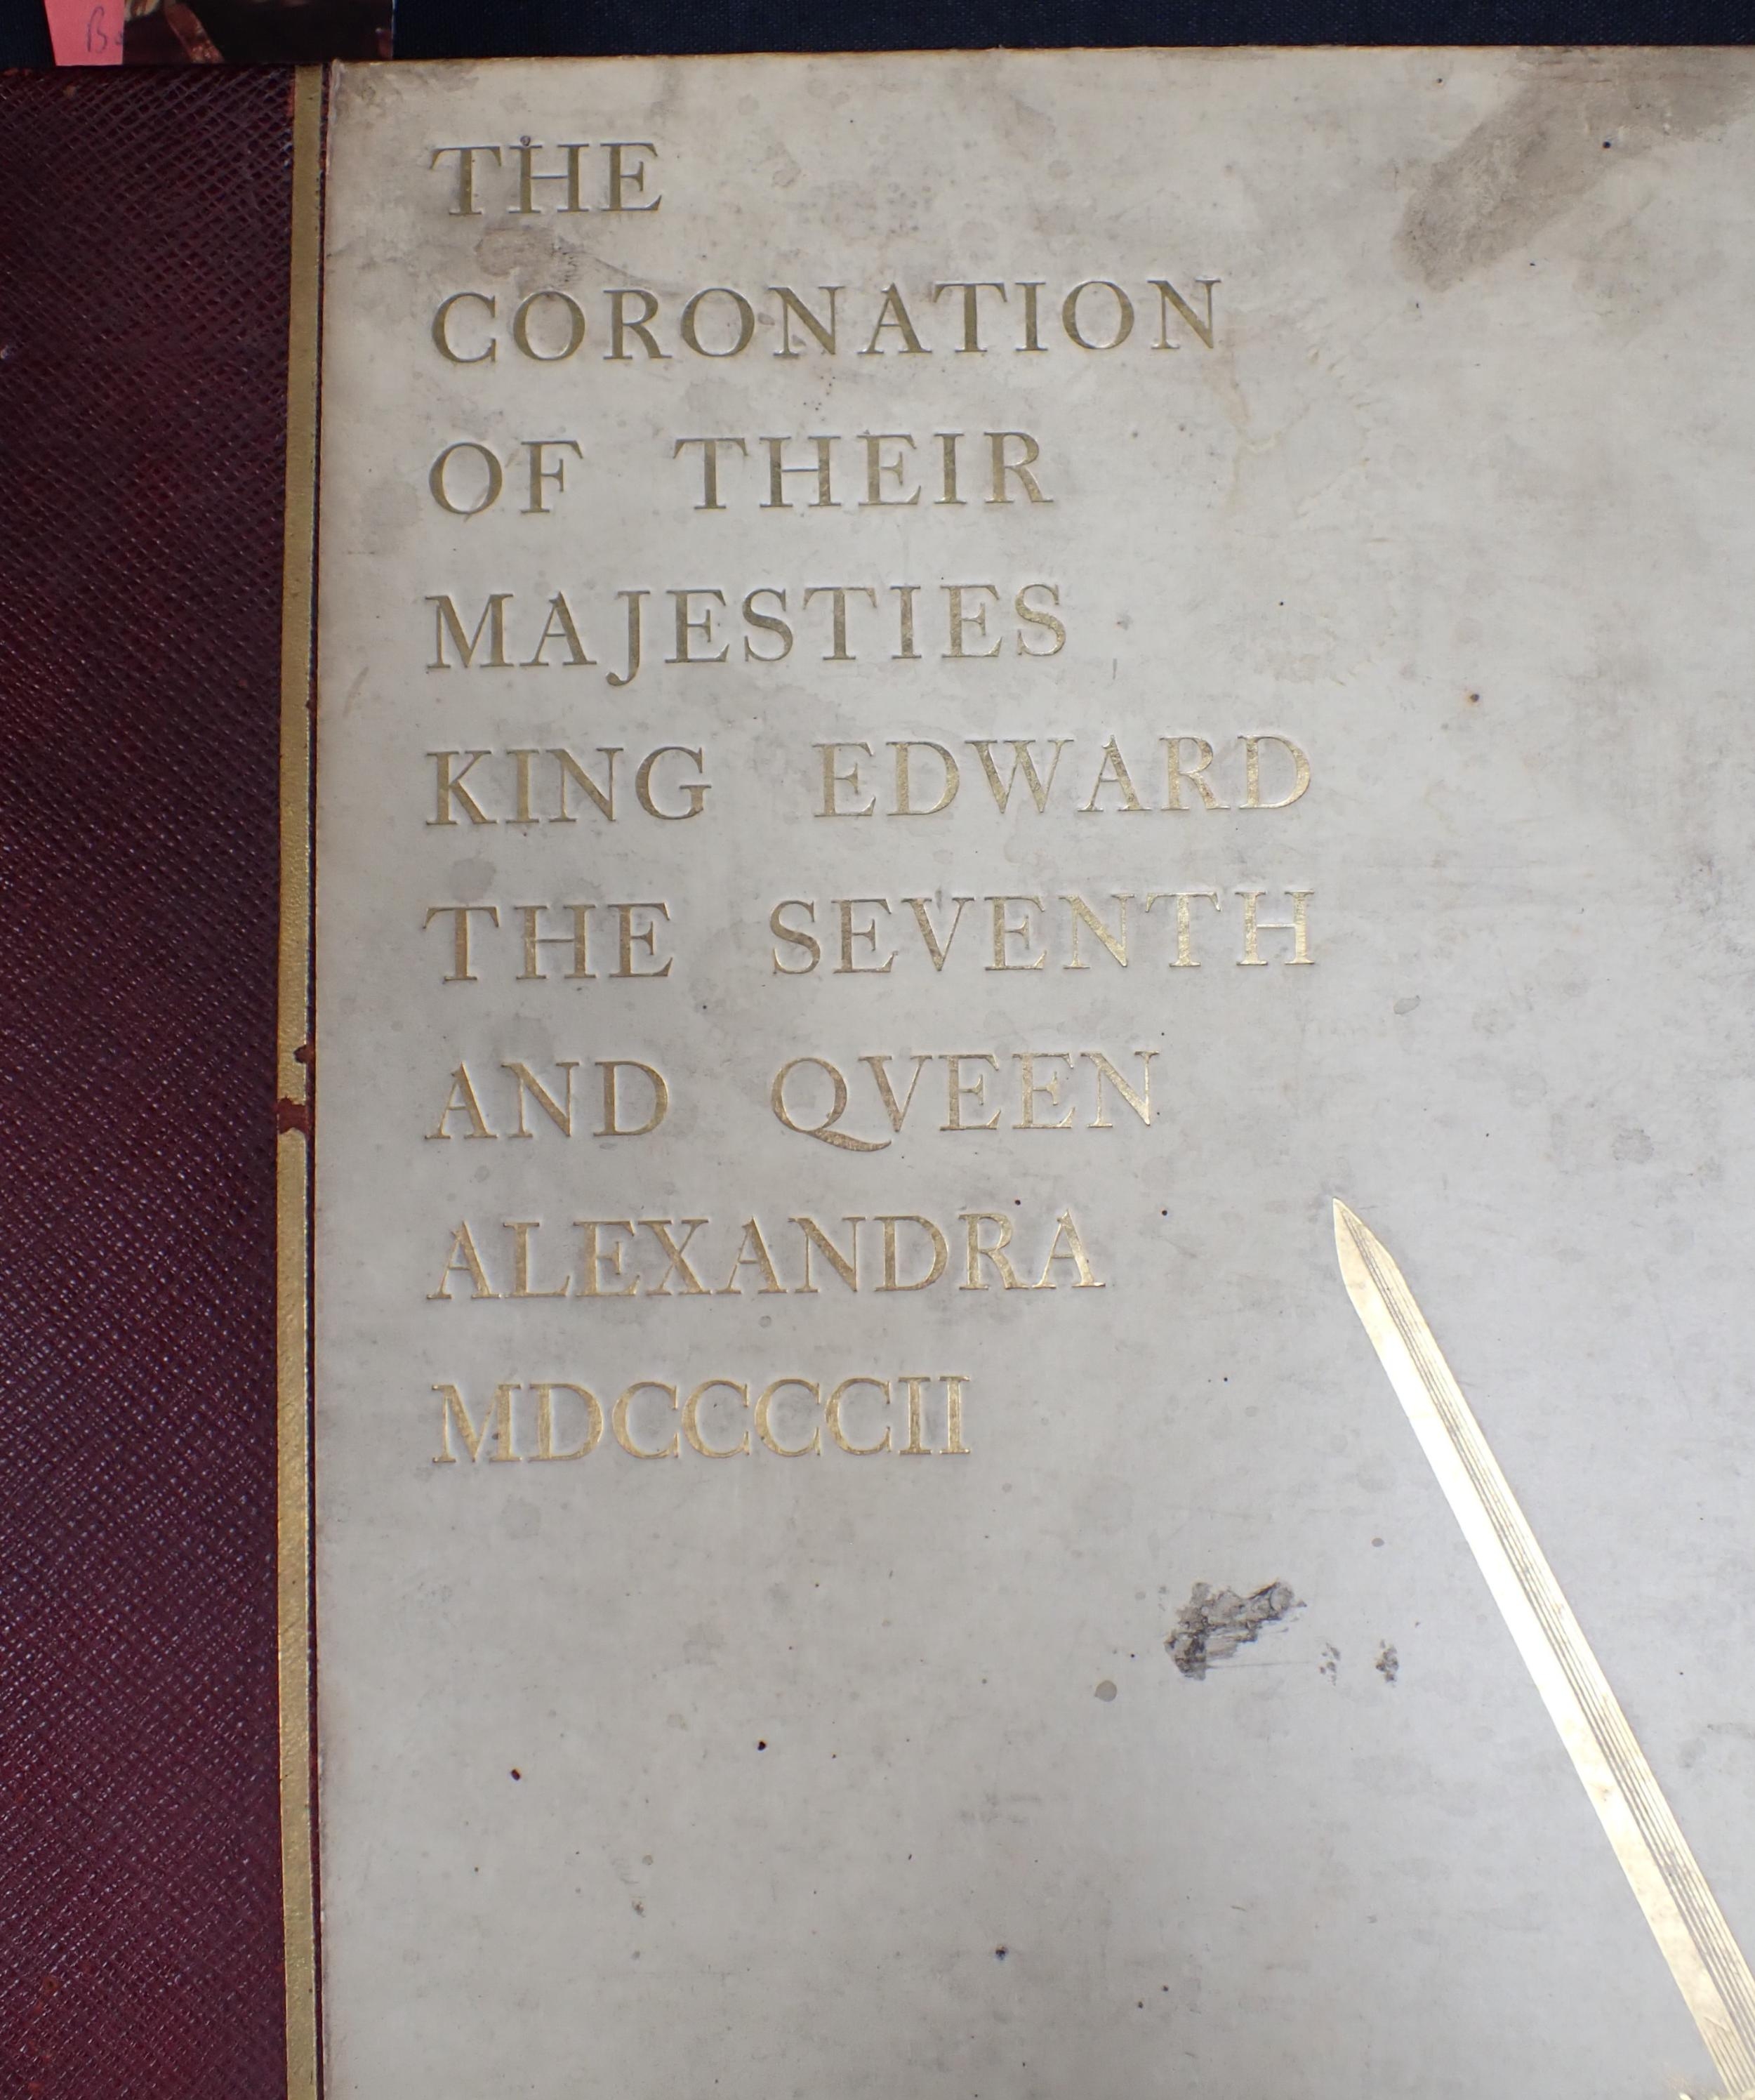 THE
CORONATION
OF THEIR
MAJESTIES
KING EDWARD
THE SEVENTH
AND QVEEN
ALEXANDRA
MDCCCCII